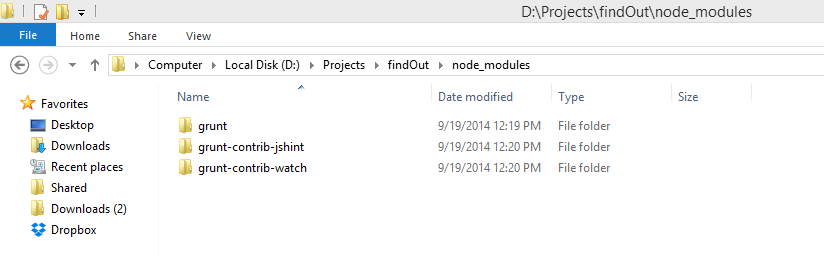 D:\Projects\findOut\node_modules
File Home Share View
Computer Local Disk (D:) Projects findOut node_modules
Favorites
Desktop
Downloads
Recent places
Shared
Downloads (2)
Dropbox
Name Date modified Type Size
grunt 9/19/2014 12:19 PM File folder
grunt-contrib-jshint 9/19/2014 12:20 PM File folder
grunt-contrib-watch 9/19/2014 12:20 PM File folder